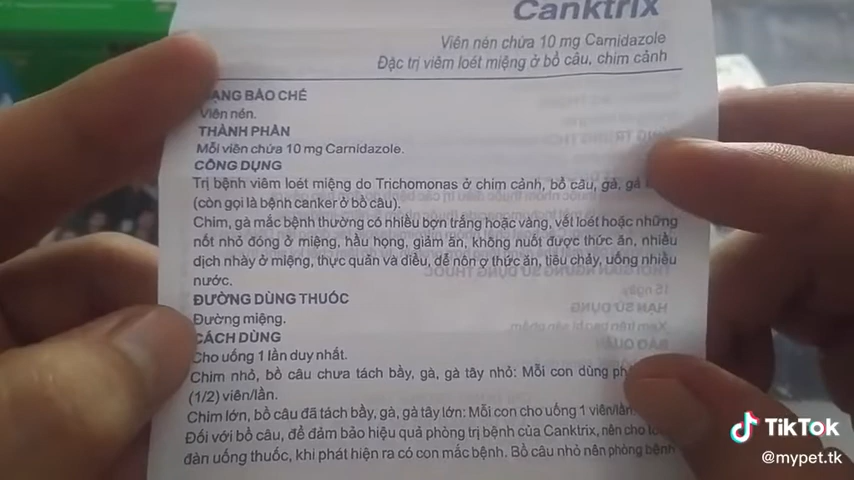 Canktrix
Viên nén chứa 10 mg Carnidazole
Đặc trị viêm loét miệng ở bồ câu, chim cảnh
DẠNG BÀO CHẾ
Viên nén.
THÀNH PHẦN
Mỗi viên chứa 10 mg Carnidazole.
CÔNG DỤNG
Trị bệnh viêm loét miệng do Trichomonas ở chim cảnh, bồ câu, gà, gà
(còn gọi là bệnh canker ở bồ câu).
Chim, gà mắc bệnh thường có nhiều bợn trắng hoặc vàng, vết loét hoặc những
nốt nhỏ đóng ở miệng, hầu họng, giảm ăn, không nuốt được thức ăn, nhiều
dịch nhày ở miệng, thực quản và diều, dễ nôn ợ thức ăn, tiêu chảy, uống nhiều
nước.
ĐƯỜNG DÙNG THUỐC
Đường miệng.
CÁCH DÙNG
Cho uống 1 lần duy nhất.
Chim nhỏ, bồ câu chưa tách bầy, gà, gà tây nhỏ: Mỗi con dùng
(1/2) viên/lần.
Chim lớn, bồ câu đã tách bầy, gà, gà tây lớn: Mỗi con cho uống 1 viên/lần
Đối với bồ câu, để đảm bảo hiệu quả phòng trị bệnh của Canktrix, nên cho
đàn uống thuốc, khi phát hiện ra có con mắc bệnh. Bồ câu nhỏ nên phòng bệnh
TikTok
@mypet.tk